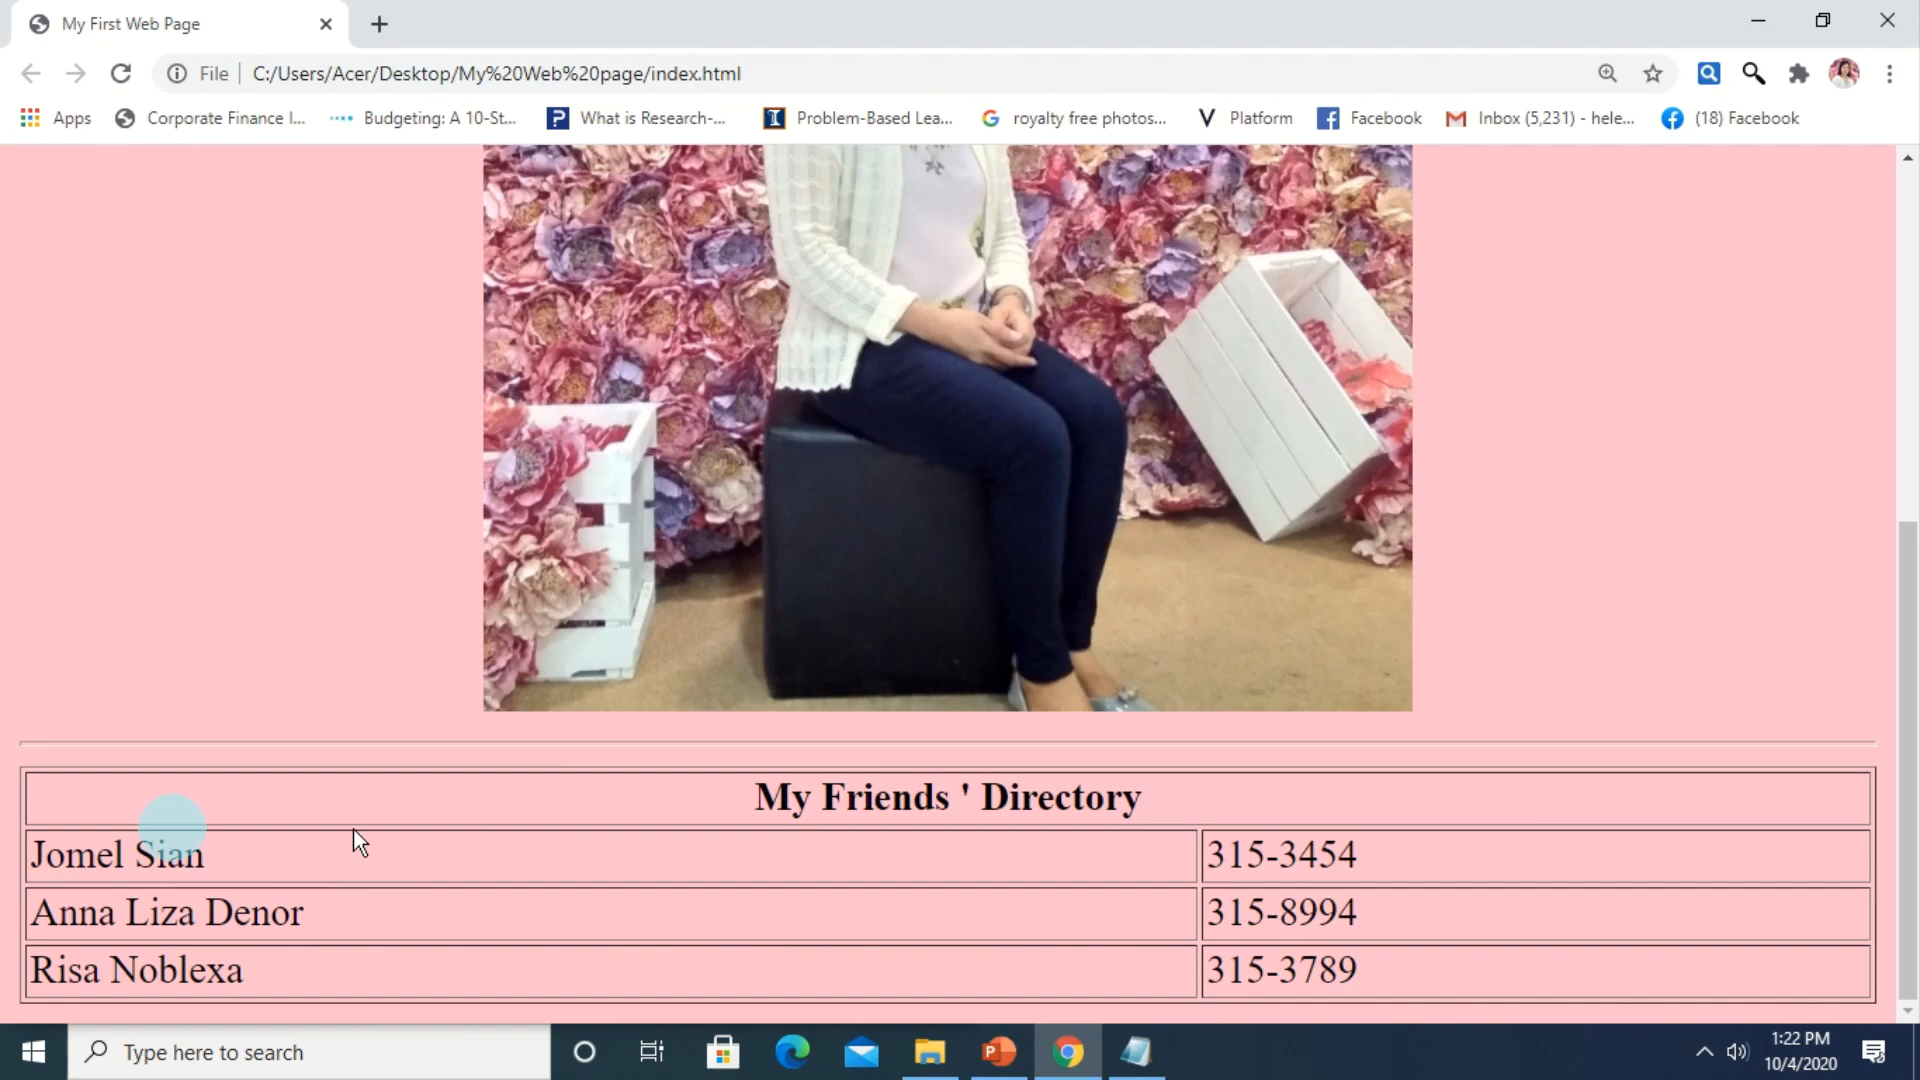 My First Web Page
File C:/Users/Acer/Desktop/My%20Web%20page/index.html
Apps Corporate Finance I... Budgeting: A 10-St... What is Research-... Problem-Based Lea... royalty free photos... Platform Facebook Inbox (5,231) - hele... (18) Facebook
My Friends ' Directory
Jomel Sian 315-3454
Anna Liza Denor 315-8994
Risa Noblexa 315-3789
Type here to search
1:22 PM
10/4/2020